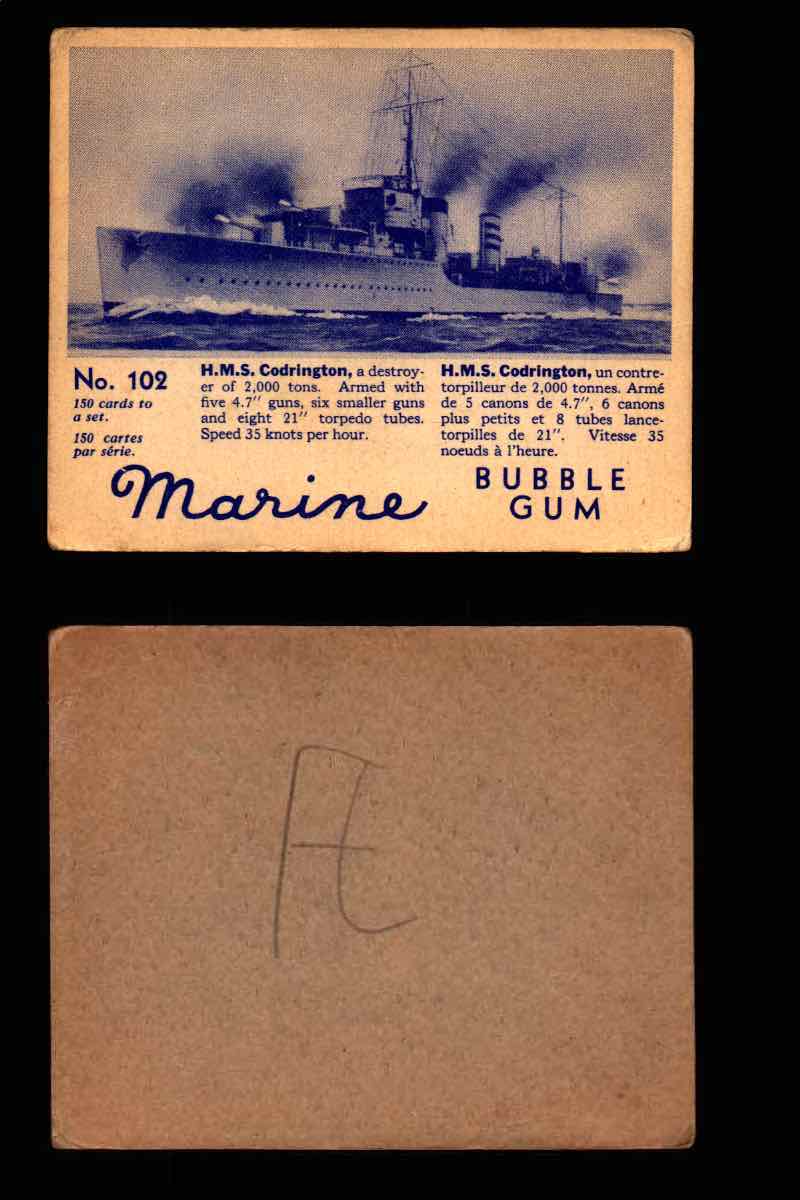 No. 102
150 cards to
a set.
150 cartes
par série.
H.M.S. Codrington, a destroy-
er of 2,000 tons. Armed with
five 4.7″ guns, six smaller guns
and eight 21″ torpedo tubes.
Speed 35 knots per hour.
H.M.S. Codrington, un contre-
torpilleur de 2,000 tonnes. Armé
de 5 canons de 4.7″, 6 canons
plus petits et 8 tubes lance-
torpilles de 21″. Vitesse 35
noeuds à l'heure.
Marine
BUBBLE
GUM